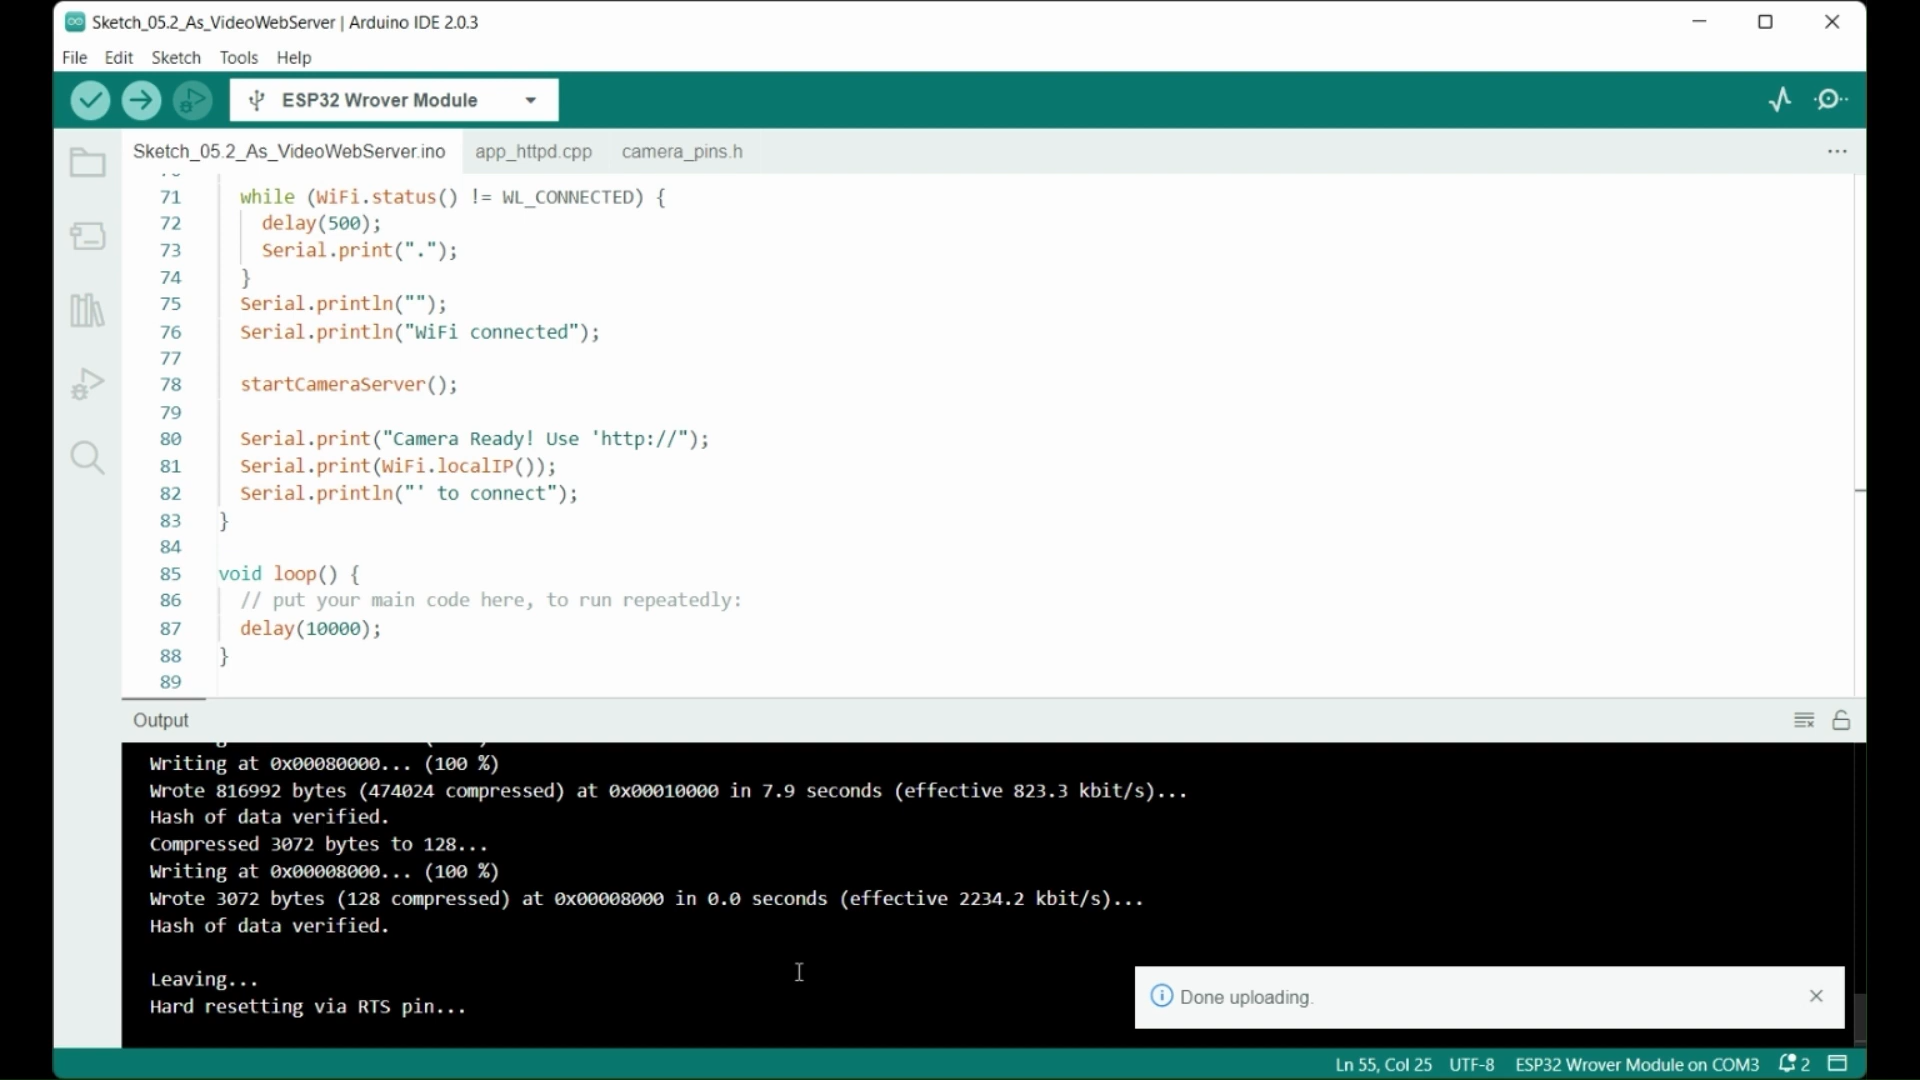 Sketch_05.2_As_VideoWebServer | Arduino IDE 2.0.3
File Edit Sketch Tools Help
ESP32 Wrover Module
Sketch_05.2_As_VideoWebServer.ino app_httpd.cpp camera_pins.h
71 while (WiFi.status() != WL_CONNECTED) {
72 delay(500);
73 Serial.print(".");
74 }
75 Serial.println("");
76 Serial.println("WiFi connected");
77
78 startCameraServer();
79
80 Serial.print("Camera Ready! Use 'http://");
81 Serial.print(WiFi.localIP());
82 Serial.println("' to connect");
83 }
84
85 void loop() {
86 // put your main code here, to run repeatedly:
87 delay(10000);
88 }
89
Output
Writing at 0x00080000... (100 %)
Wrote 816992 bytes (474024 compressed) at 0x00010000 in 7.9 seconds (effective 823.3 kbit/s)...
Hash of data verified.
Compressed 3072 bytes to 128...
Writing at 0x00008000... (100 %)
Wrote 3072 bytes (128 compressed) at 0x00008000 in 0.0 seconds (effective 2234.2 kbit/s)...
Hash of data verified.
Leaving...
Hard resetting via RTS pin...
Done uploading.
Ln 55, Col 25 UTF-8 ESP32 Wrover Module on COM3 2